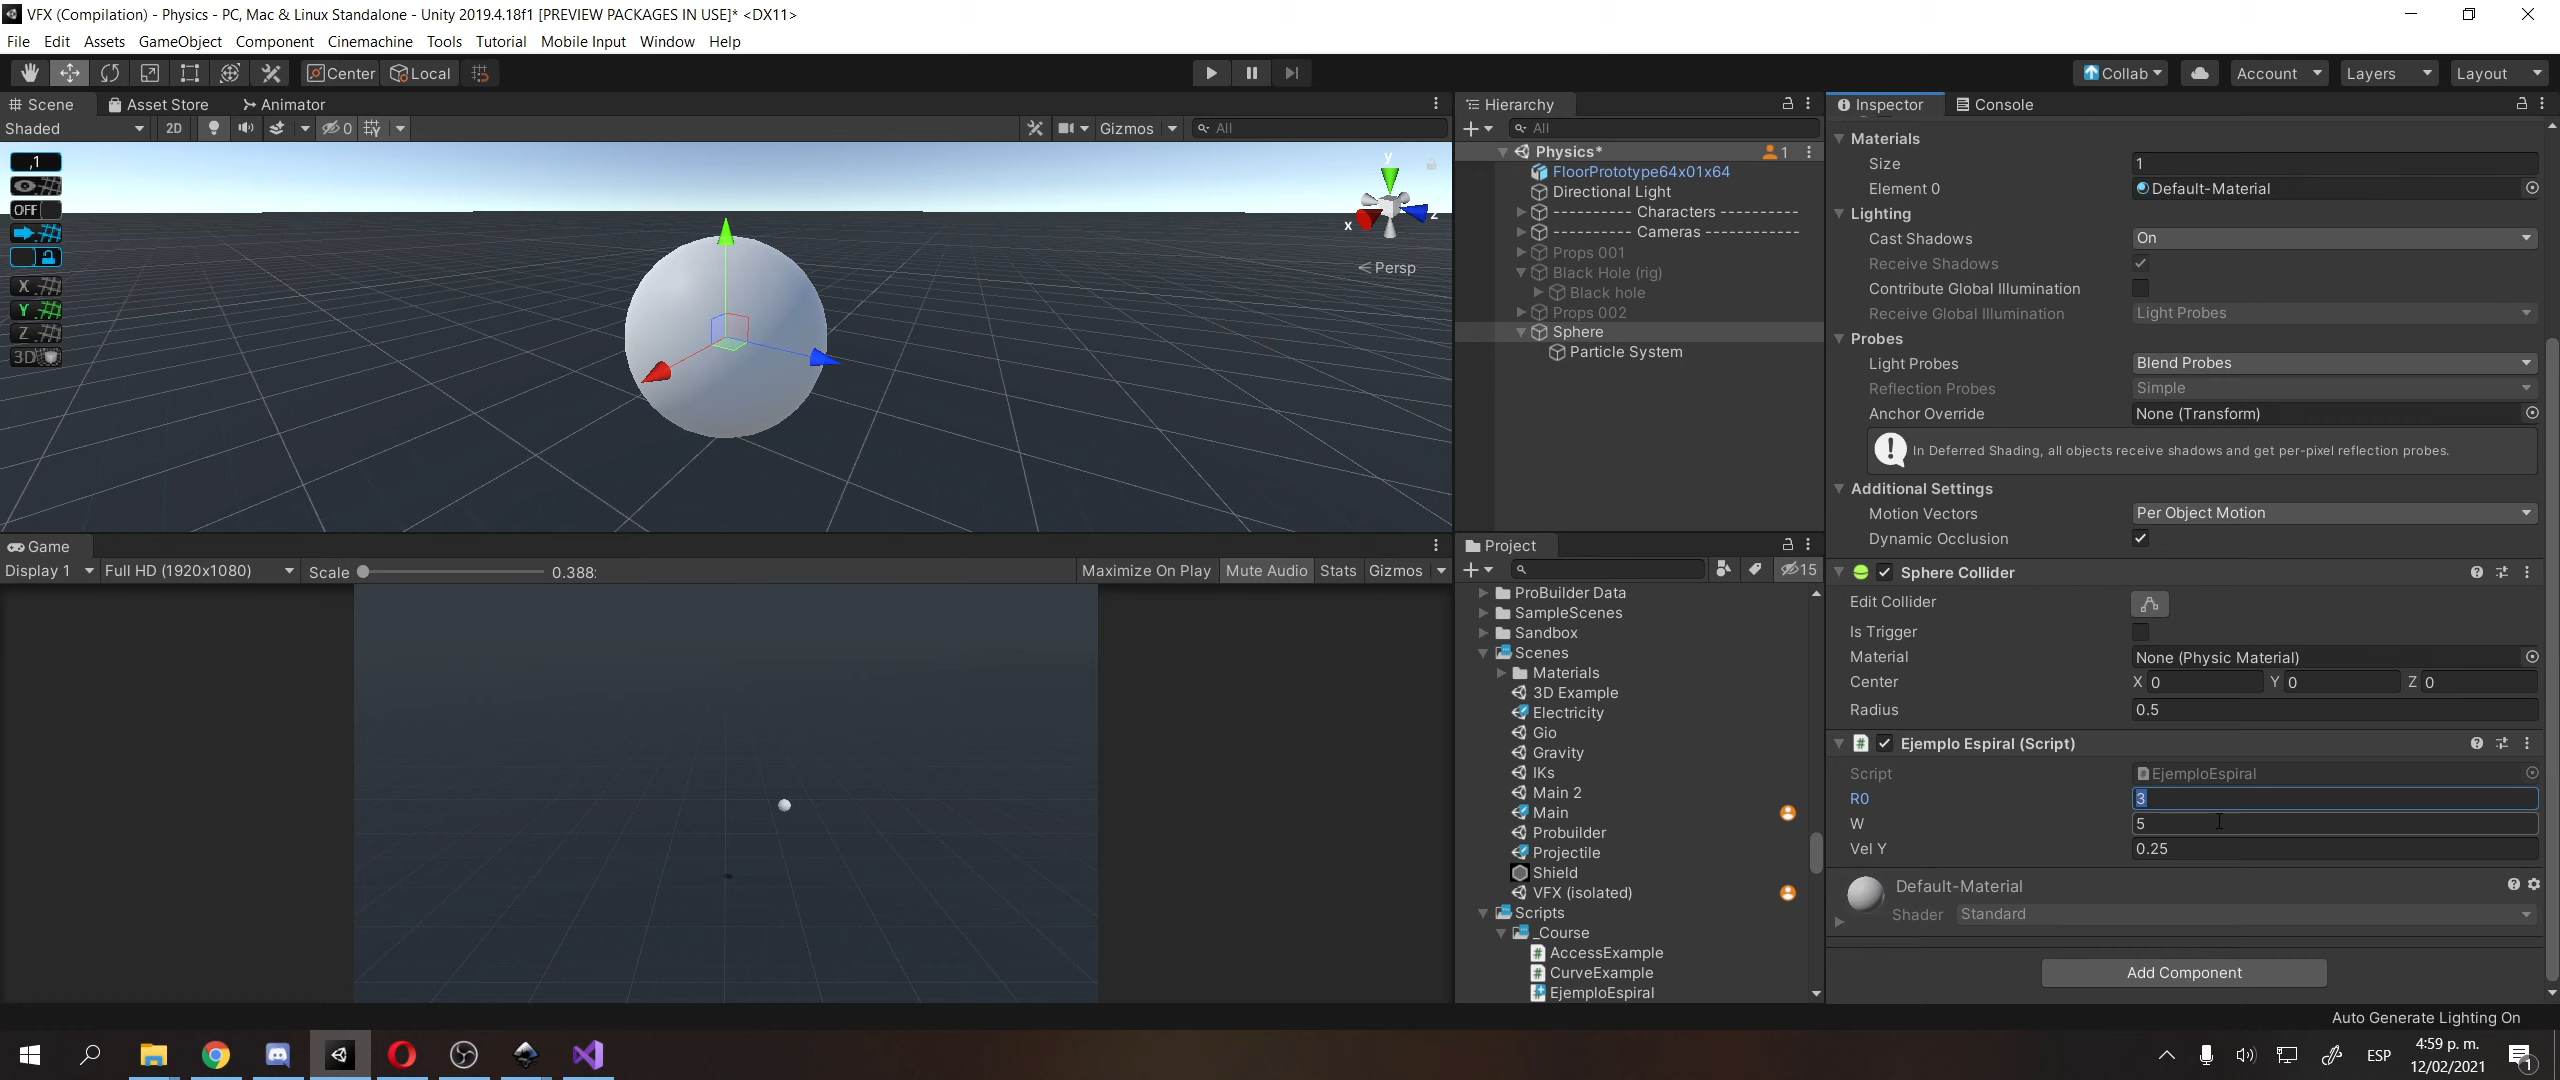 VFX (Compilation) - Physics - PC, Mac & Linux Standalone - Unity 2019.4.18f1 [PREVIEW PACKAGES IN USE]* <DX11>
File Edit Assets GameObject Component Cinemachine Tools Tutorial Mobile Input Window Help
Center Local Collab Account Layers Layout
Scene Asset Store Animator
Shaded 2D 0 Gizmos All
,1
OFF
X
Y
Z
3D
y
x z
Persp
Game
Display 1 Full HD (1920x1080) Scale 0.388: Maximize On Play Mute Audio Stats Gizmos
Hierarchy
All
Physics* 1
FloorPrototype64x01x64
Directional Light
---------- Characters ----------
---------- Cameras -----------
Props 001
Black Hole (rig)
Black hole
Props 002
Sphere
Particle System
Project
15
ProBuilder Data
SampleScenes
Sandbox
Scenes
Materials
3D Example
Electricity
Gio
Gravity
IKs
Main 2
Main
Probuilder
Projectile
Shield
VFX (isolated)
Scripts
_Course
AccessExample
CurveExample
EjemploEspiral
Inspector Console
Materials
Size 1
Element 0 Default-Material
Lighting
Cast Shadows On
Receive Shadows
Contribute Global Illumination
Receive Global Illumination Light Probes
Probes
Light Probes Blend Probes
Reflection Probes Simple
Anchor Override None (Transform)
In Deferred Shading, all objects receive shadows and get per-pixel reflection probes.
Additional Settings
Motion Vectors Per Object Motion
Dynamic Occlusion
Sphere Collider
Edit Collider
Is Trigger
Material None (Physic Material)
Center X 0 Y 0 Z 0
Radius 0.5
Ejemplo Espiral (Script)
Script EjemploEspiral
R0 3
W 5
Vel Y 0.25
Default-Material
Shader Standard
Add Component
Auto Generate Lighting On
ESP
4:59 p. m.
12/02/2021
1